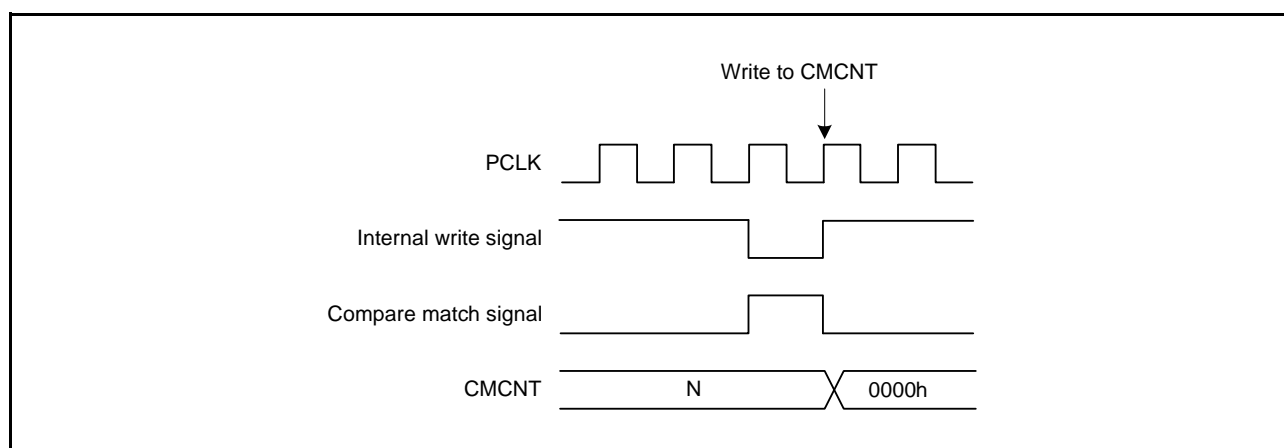 Write to CMCNT
PCLK
Internal write signal
Compare match signal
CMCNT N 0000h